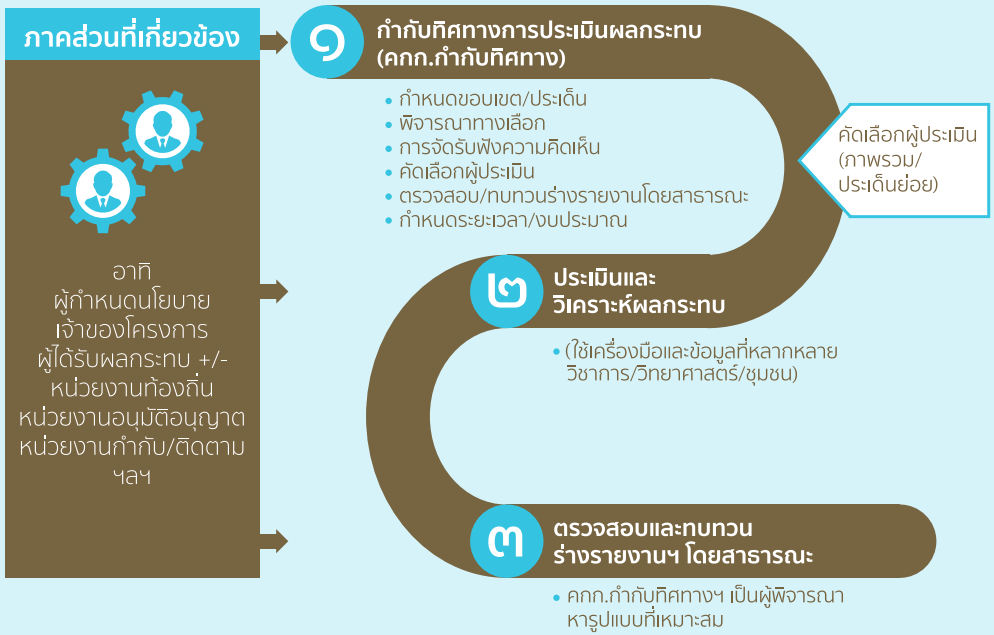 ภาคส่วนที่เกี่ยวข้อง
อาทิ
ผู้กำหนดนโยบาย
เจ้าของโครงการ
ผู้ได้รับผลกระทบ +/-
หน่วยงานท้องถิ่น
หน่วยงานอนุมัติอนุญาต
หน่วยงานกำกับ/ติดตาม
ฯลฯ
๑
กำกับทิศทางการประเมินผลกระทบ
(คกก.กำกับทิศทาง)
• กำหนดขอบเขต/ประเด็น
• พิจารณาทางเลือก
• การจัดรับฟังความคิดเห็น
• คัดเลือกผู้ประเมิน
• ตรวจสอบ/ทบทวนร่างรายงานโดยสาธารณะ
• กำหนดระยะเวลา/งบประมาณ
คัดเลือกผู้ประเมิน
(ภาพรวม/
ประเด็นย่อย)
๒
ประเมินและ
วิเคราะห์ผลกระทบ
• (ใช้เครื่องมือและข้อมูลที่หลากหลาย
วิชาการ/วิทยาศาสตร์/ชุมชน)
๓
ตรวจสอบและทบทวน
ร่างรายงานฯ โดยสาธารณะ
• คกก.กำกับทิศทางฯ เป็นผู้พิจารณา
หารูปแบบที่เหมาะสม